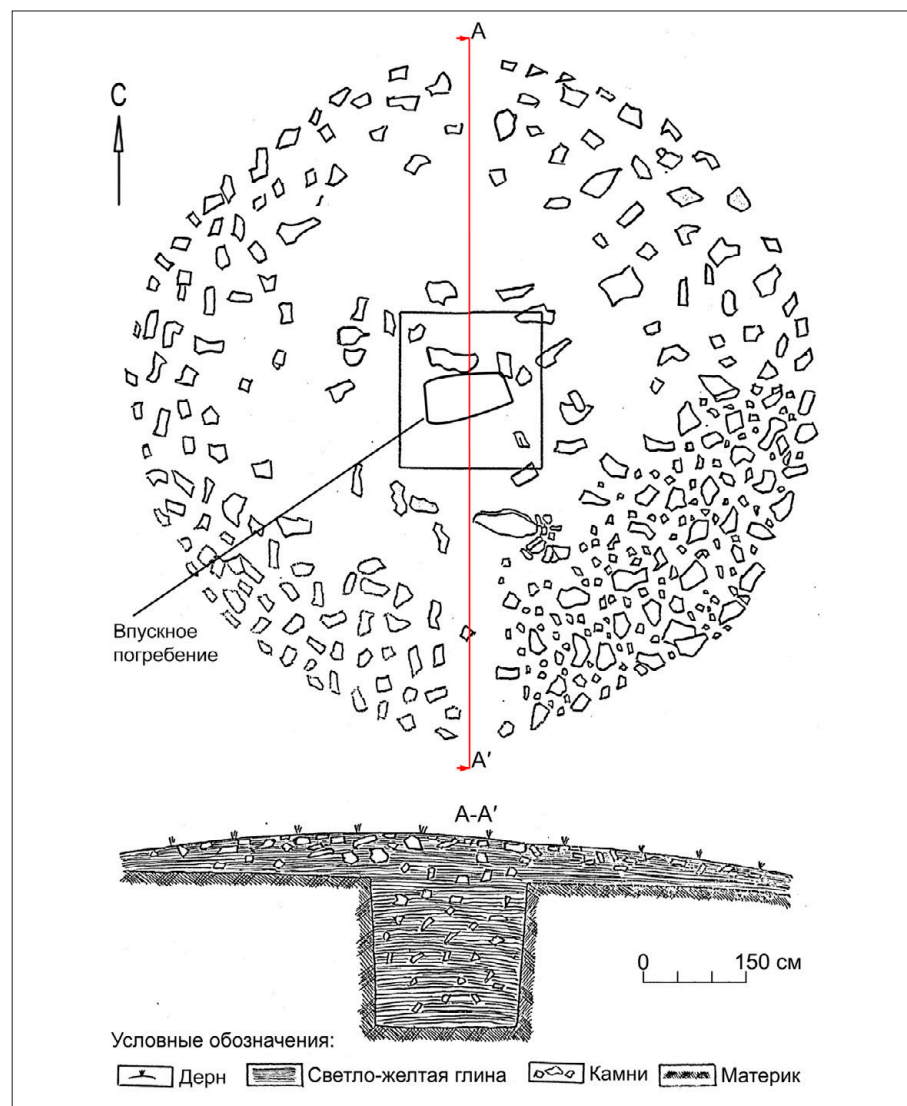 А
С
Впускное
погребение
А'
А-А'
0 150 см
Условные обозначения:
Дерн Светло-желтая глина Камни Материк